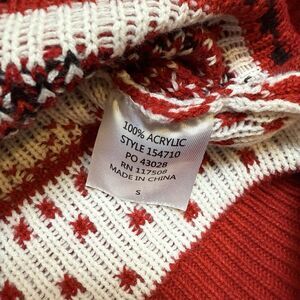 100% ACRYLIC
STYLE 154710
PO 43028
RN 117508
MADE IN CHINA
S